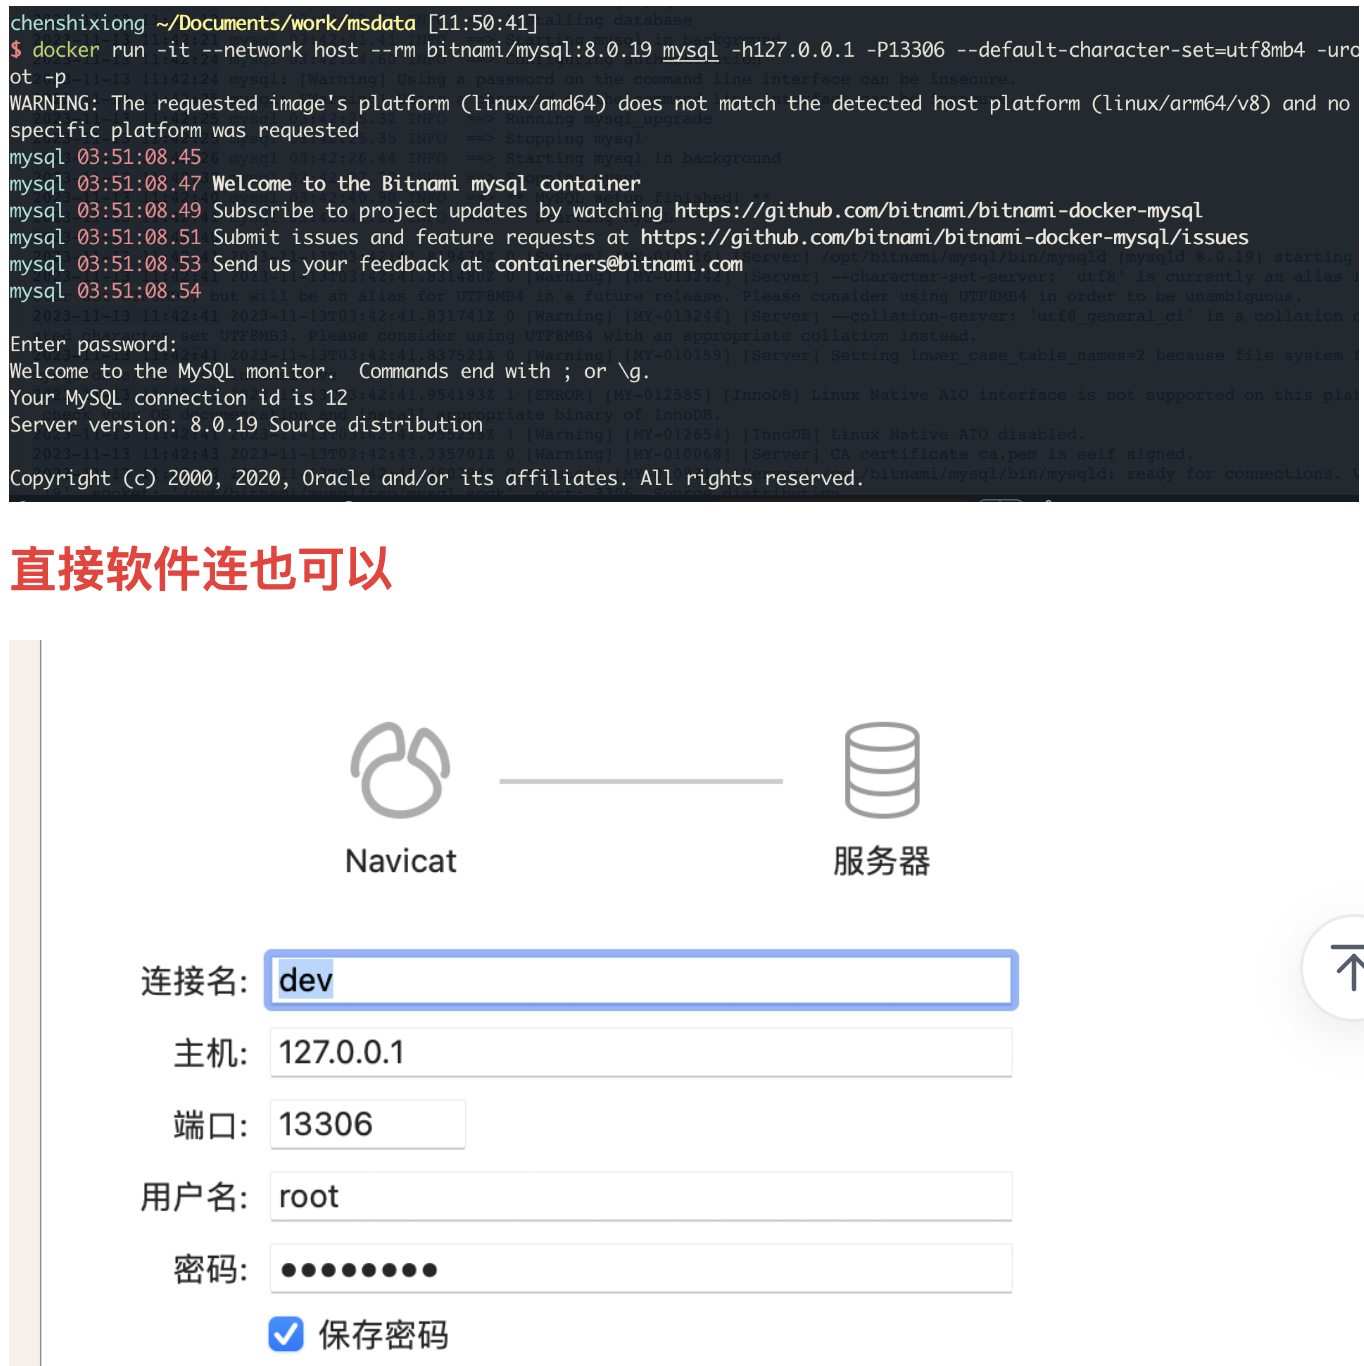 chenshixiong ~/Documents/work/msdata [11:50:41]
$ docker run -it --network host --rm bitnami/mysql:8.0.19 mysql -h127.0.0.1 -P13306 --default-character-set=utf8mb4 -uro
ot -p
WARNING: The requested image's platform (linux/amd64) does not match the detected host platform (linux/arm64/v8) and no
specific platform was requested
mysql 03:51:08.45
mysql 03:51:08.47 Welcome to the Bitnami mysql container
mysql 03:51:08.49 Subscribe to project updates by watching https://github.com/bitnami/bitnami-docker-mysql
mysql 03:51:08.51 Submit issues and feature requests at https://github.com/bitnami/bitnami-docker-mysql/issues
mysql 03:51:08.53 Send us your feedback at containers@bitnami.com
mysql 03:51:08.54
Enter password:
Welcome to the MySQL monitor.  Commands end with ; or \g.
Your MySQL connection id is 12
Server version: 8.0.19 Source distribution
Copyright (c) 2000, 2020, Oracle and/or its affiliates. All rights reserved.
直接软件连也可以
Navicat
服务器
连接名: dev
主机: 127.0.0.1
端口: 13306
用户名: root
密码: ••••••••
保存密码